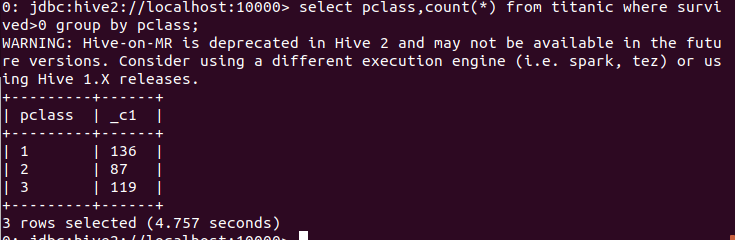 0: jdbc:hive2://localhost:10000> select pclass,count(*) from titanic where survi
ved>0 group by pclass;
WARNING: Hive-on-MR is deprecated in Hive 2 and may not be available in the futu
re versions. Consider using a different execution engine (i.e. spark, tez) or us
ing Hive 1.X releases.
+---------+------+
| pclass  | _c1  |
+---------+------+
| 1       | 136  |
| 2       | 87   |
| 3       | 119  |
+---------+------+
3 rows selected (4.757 seconds)
0: jdbc:hive2://localhost:10000>